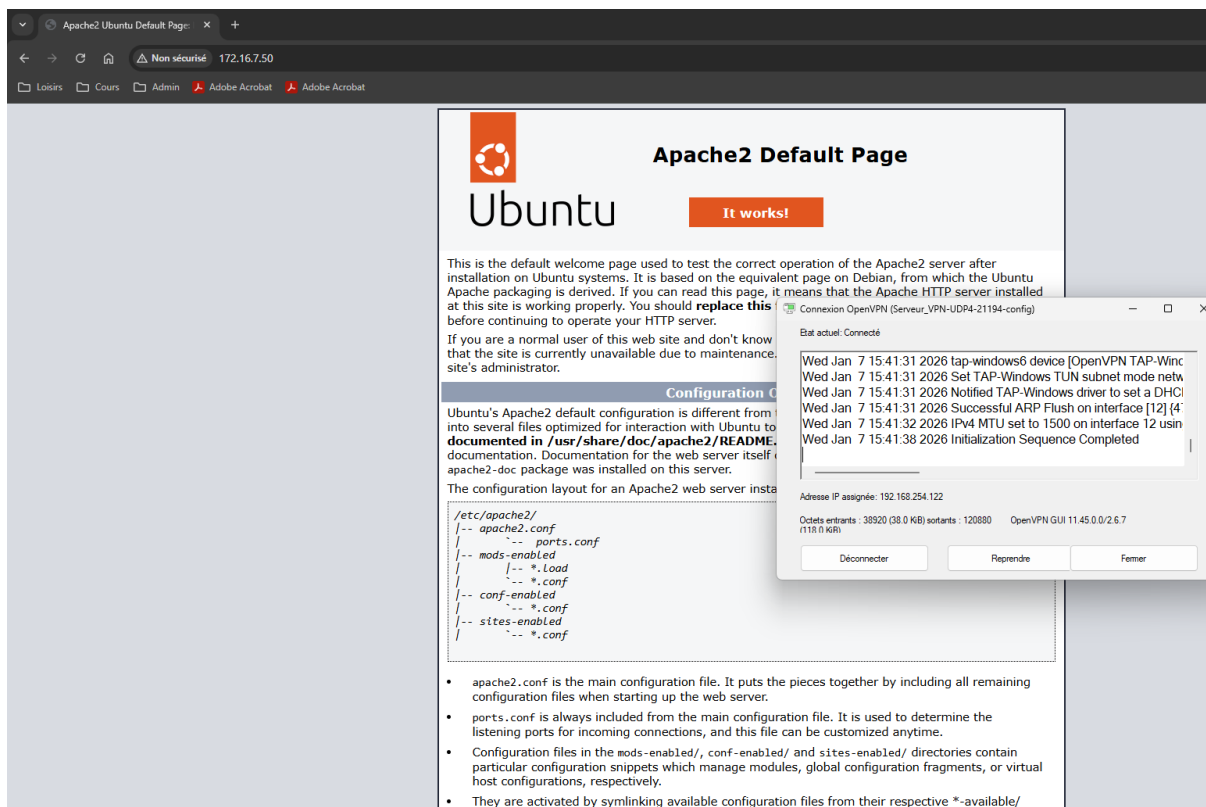 Apache2 Ubuntu Default Page:
Non sécurisé 172.16.7.50
Loisirs Cours Admin Adobe Acrobat Adobe Acrobat
Ubuntu
Apache2 Default Page
It works!
This is the default welcome page used to test the correct operation of the Apache2 server after
installation on Ubuntu systems. It is based on the equivalent page on Debian, from which the Ubuntu
Apache packaging is derived. If you can read this page, it means that the Apache HTTP server installed
at this site is working properly. You should replace this
before continuing to operate your HTTP server.
If you are a normal user of this web site and don't know
that the site is currently unavailable due to maintenance.
site's administrator.
Configuration
Ubuntu's Apache2 default configuration is different from
into several files optimized for interaction with Ubuntu to
documented in /usr/share/doc/apache2/README.
documentation. Documentation for the web server itself
apache2-doc package was installed on this server.
The configuration layout for an Apache2 web server
/etc/apache2/
|-- apache2.conf
|       `--  ports.conf
|-- mods-enabled
|       |-- *.load
|       `-- *.conf
|-- conf-enabled
|       `-- *.conf
|-- sites-enabled
|       `-- *.conf
apache2.conf is the main configuration file. It puts the pieces together by including all remaining
configuration files when starting up the web server.
ports.conf is always included from the main configuration file. It is used to determine the
listening ports for incoming connections, and this file can be customized anytime.
Configuration files in the mods-enabled/, conf-enabled/ and sites-enabled/ directories contain
particular configuration snippets which manage modules, global configuration fragments, or virtual
host configurations, respectively.
They are activated by symlinking available configuration files from their respective *-available/
Connexion OpenVPN (Serveur_VPN-UDP4-21194-config)
Etat actuel: Connecté
Wed Jan 7 15:41:31 2026 tap-windows6 device [OpenVPN
Wed Jan 7 15:41:31 2026 Set TAP-Windows TUN subnet mode
Wed Jan 7 15:41:31 2026 Notified TAP-Windows driver to set a
Wed Jan 7 15:41:31 2026 Successful ARP Flush on interface [12]
Wed Jan 7 15:41:32 2026 IPv4 MTU set to 1500 on interface 12
Wed Jan 7 15:41:38 2026 Initialization Sequence Completed
Adresse IP assignée: 192.168.254.122
Octets entrants : 38920 (38.0 KiB) sortants : 120880 OpenVPN GUI 11.45.0.0/2.6.7
(118.0 KiB)
Déconnecter Reprendre Fermer